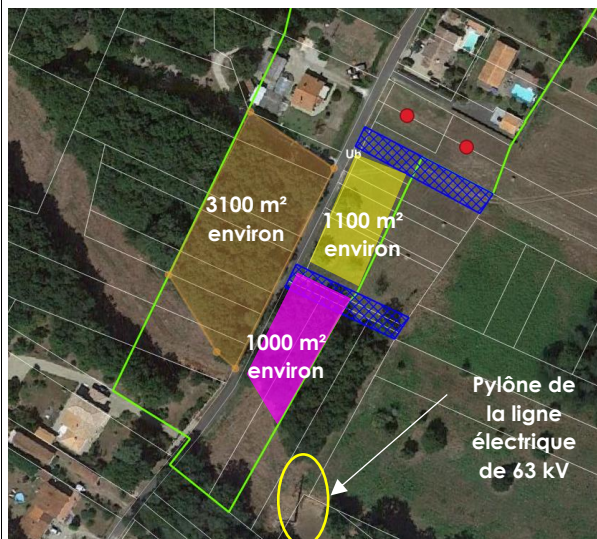 Ub
3100 m²
environ
1100 m²
environ
1000 m²
environ
Pylône de
la ligne
électrique
de 63 kV